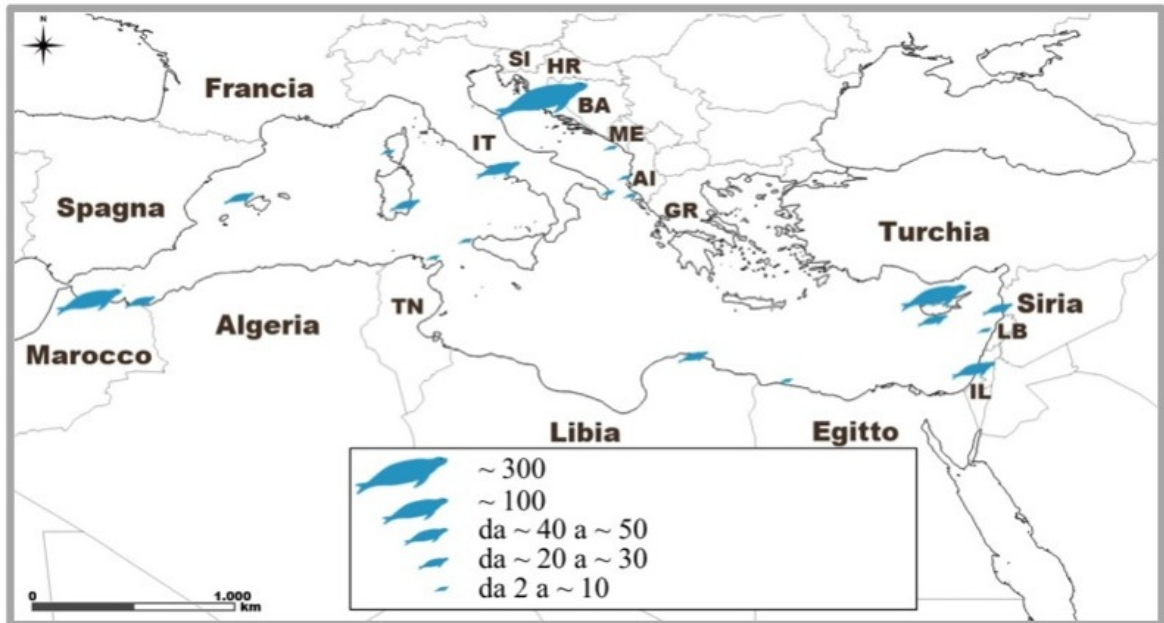 N
SI
HR
Francia
BA
ME
IT
Al
Spagna
GR
Turchia
TN
Siria
Algeria
LB
Marocco
IL
Libia
Egitto
~ 300
~ 100
da ~ 40 a ~ 50
da ~ 20 a ~ 30
da 2 a ~ 10
0 1.000
km